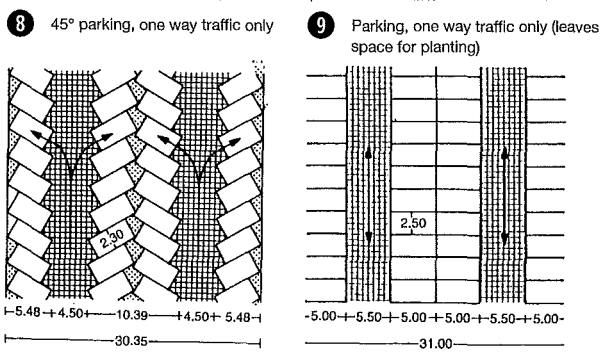 8 45° parking, one way traffic only
2,30
5.48 4.50 10.39 4.50 5.48
30.35
9 Parking, one way traffic only (leaves
space for planting)
2.50
5.00 5.50 5.00 5.00 5.50 5.00
31.00